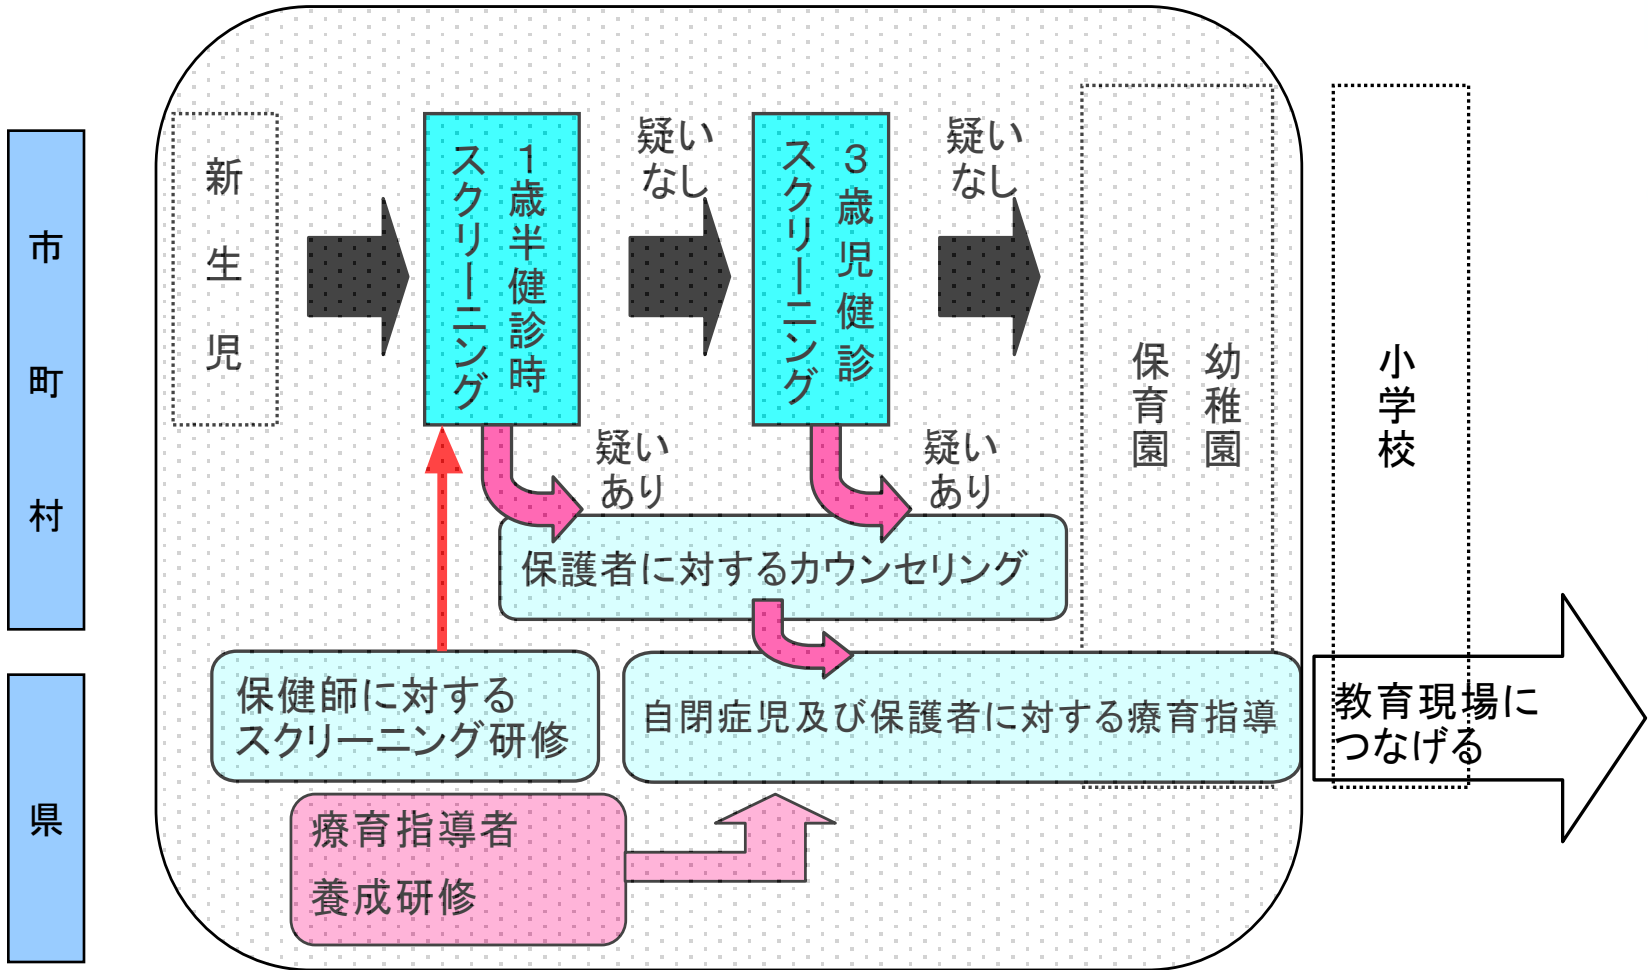 市町村
県
新生児
１歳半健診時
スクリーニング
疑い
なし
３歳児健診
スクリーニング
疑い
なし
幼稚園
保育園
小学校
疑い
あり
疑い
あり
保護者に対するカウンセリング
保健師に対する
スクリーニング研修
自閉症児及び保護者に対する療育指導
教育現場に
つなげる
療育指導者
養成研修